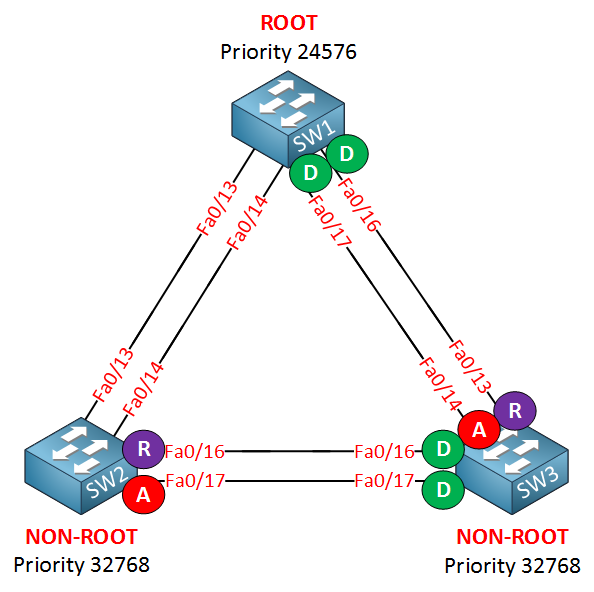 ROOT
Priority 24576
SW1
D
D
Fa0/13
Fa0/14
Fa0/17
Fa0/16
Fa0/13
Fa0/14
Fa0/14
Fa0/13
R
A
SW2
R
Fa0/16
Fa0/16
D
A
Fa0/17
Fa0/17
D
SW3
NON-ROOT
Priority 32768
NON-ROOT
Priority 32768